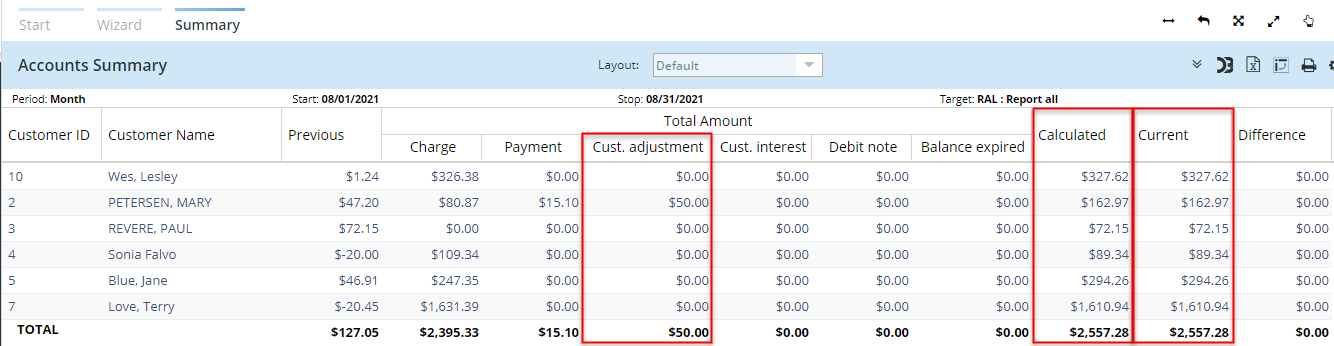 Start Wizard Summary
Accounts Summary Layout: Default
Period: Month Start: 08/01/2021 Stop: 08/31/2021 Target: RAL : Report all
Customer ID Customer Name Previous Total Amount Calculated Current Difference
Charge Payment Cust. adjustment Cust. interest Debit note Balance expired
10 Wes, Lesley $1.24 $326.38 $0.00 $0.00 $0.00 $0.00 $0.00 $327.62 $327.62 $0.00
2 PETERSEN, MARY $47.20 $80.87 $15.10 $50.00 $0.00 $0.00 $0.00 $162.97 $162.97 $0.00
3 REVERE, PAUL $72.15 $0.00 $0.00 $0.00 $0.00 $0.00 $0.00 $72.15 $72.15 $0.00
4 Sonia Falvo $-20.00 $109.34 $0.00 $0.00 $0.00 $0.00 $0.00 $89.34 $89.34 $0.00
5 Blue, Jane $46.91 $247.35 $0.00 $0.00 $0.00 $0.00 $0.00 $294.26 $294.26 $0.00
7 Love, Terry $-20.45 $1,631.39 $0.00 $0.00 $0.00 $0.00 $0.00 $1,610.94 $1,610.94 $0.00
TOTAL $127.05 $2,395.33 $15.10 $50.00 $0.00 $0.00 $0.00 $2,557.28 $2,557.28 $0.00